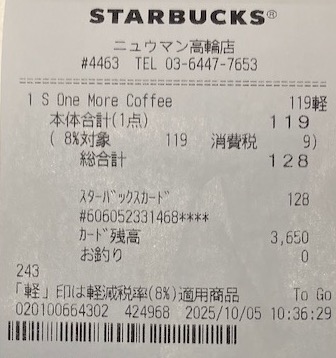 STARBUCKS®
ニュウマン高輪店
#4463 TEL 03-6447-7653
1 S One More Coffee 119軽
本体合計(1点) 119
( 8%対象 119 消費税 9)
総合計 128
スターバックスカード 128
#606052331468****
カード残高 3,650
お釣り 0
243
「軽」印は軽減税率(8%)適用商品 To Go
020100664302 424968 2025/10/05 10:36:29